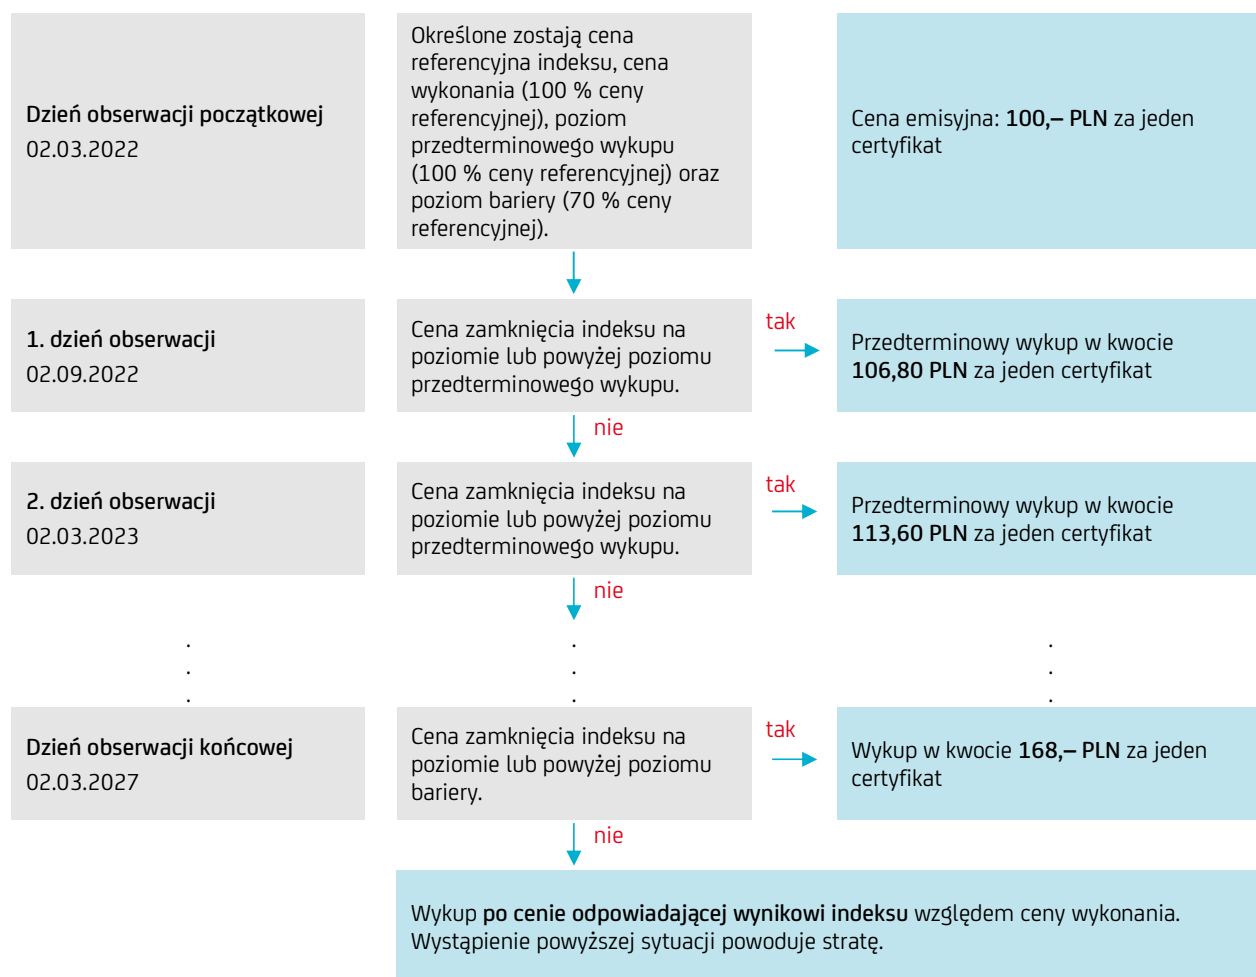 Dzień obserwacji początkowej
02.03.2022
Określone zostają cena
referencyjna indeksu, cena
wykonania (100 % ceny
referencyjnej), poziom
przedterminowego wykupu
(100 % ceny referencyjnej) oraz
poziom bariery (70 % ceny
referencyjnej).
Cena emisyjna: 100,– PLN za jeden
certyfikat
1. dzień obserwacji
02.09.2022
Cena zamknięcia indeksu na
poziomie lub powyżej poziomu
przedterminowego wykupu.
tak
Przedterminowy wykup w kwocie
106,80 PLN za jeden certyfikat
nie
2. dzień obserwacji
02.03.2023
Cena zamknięcia indeksu na
poziomie lub powyżej poziomu
przedterminowego wykupu.
tak
Przedterminowy wykup w kwocie
113,60 PLN za jeden certyfikat
nie
. . .
. . .
. . .
Dzień obserwacji końcowej
02.03.2027
Cena zamknięcia indeksu na
poziomie lub powyżej poziomu
bariery.
tak
Wykup w kwocie 168,– PLN za jeden
certyfikat
nie
Wykup po cenie odpowiadającej wynikowi indeksu względem ceny wykonania.
Wystąpienie powyższej sytuacji powoduje stratę.